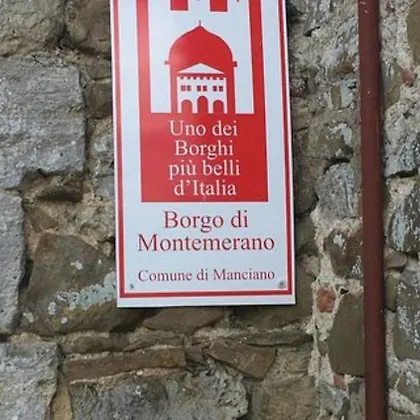 Uno dei
Borghi
più belli
d'Italia
Borgo di
Montemerano
Comune di Manciano